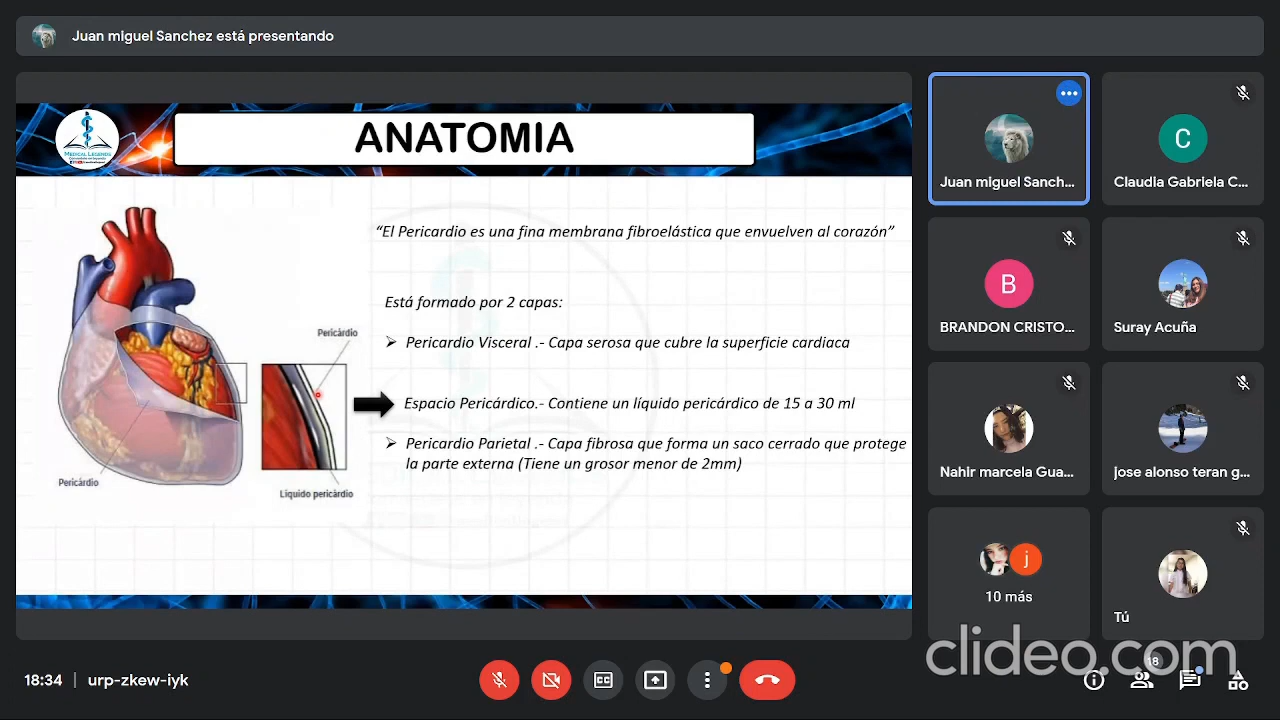 Juan miguel Sanchez está presentando
MEDICAL LEGENDS
ANATOMIA
“El Pericardio es una fina membrana fibroelástica que envuelven al corazón”
Está formado por 2 capas:
Pericárdio
➢ Pericardio Visceral .- Capa serosa que cubre la superficie cardiaca
Espacio Pericárdico.- Contiene un líquido pericárdico de 15 a 30 ml
➢ Pericardio Parietal .- Capa fibrosa que forma un saco cerrado que protege
la parte externa (Tiene un grosor menor de 2mm)
Pericárdio
Líquido pericárdio
Juan miguel Sanch...
C
Claudia Gabriela C...
B
BRANDON CRISTO...
Suray Acuña
Nahir marcela Gua...
jose alonso teran g...
j
10 más
Tú
clideo.com
18:34 | urp-zkew-iyk
CC
18